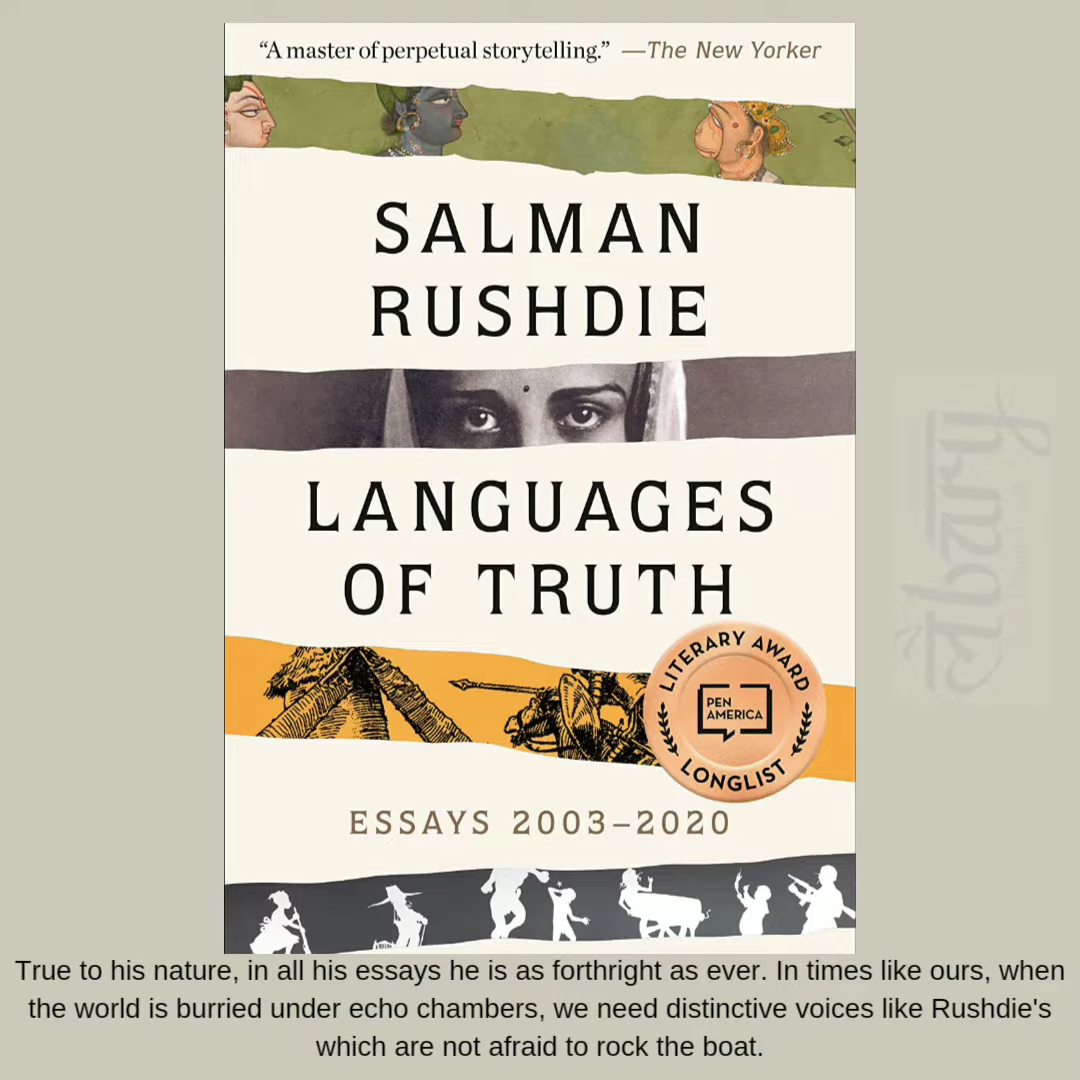 “A master of perpetual storytelling.” —The New Yorker
SALMAN
RUSHDIE
LANGUAGES
OF TRUTH
LITERARY AWARD
PEN
AMERICA
LONGLIST
ESSAYS 2003–2020
True to his nature, in all his essays he is as forthright as ever. In times like ours, when
the world is burried under echo chambers, we need distinctive voices like Rushdie's
which are not afraid to rock the boat.